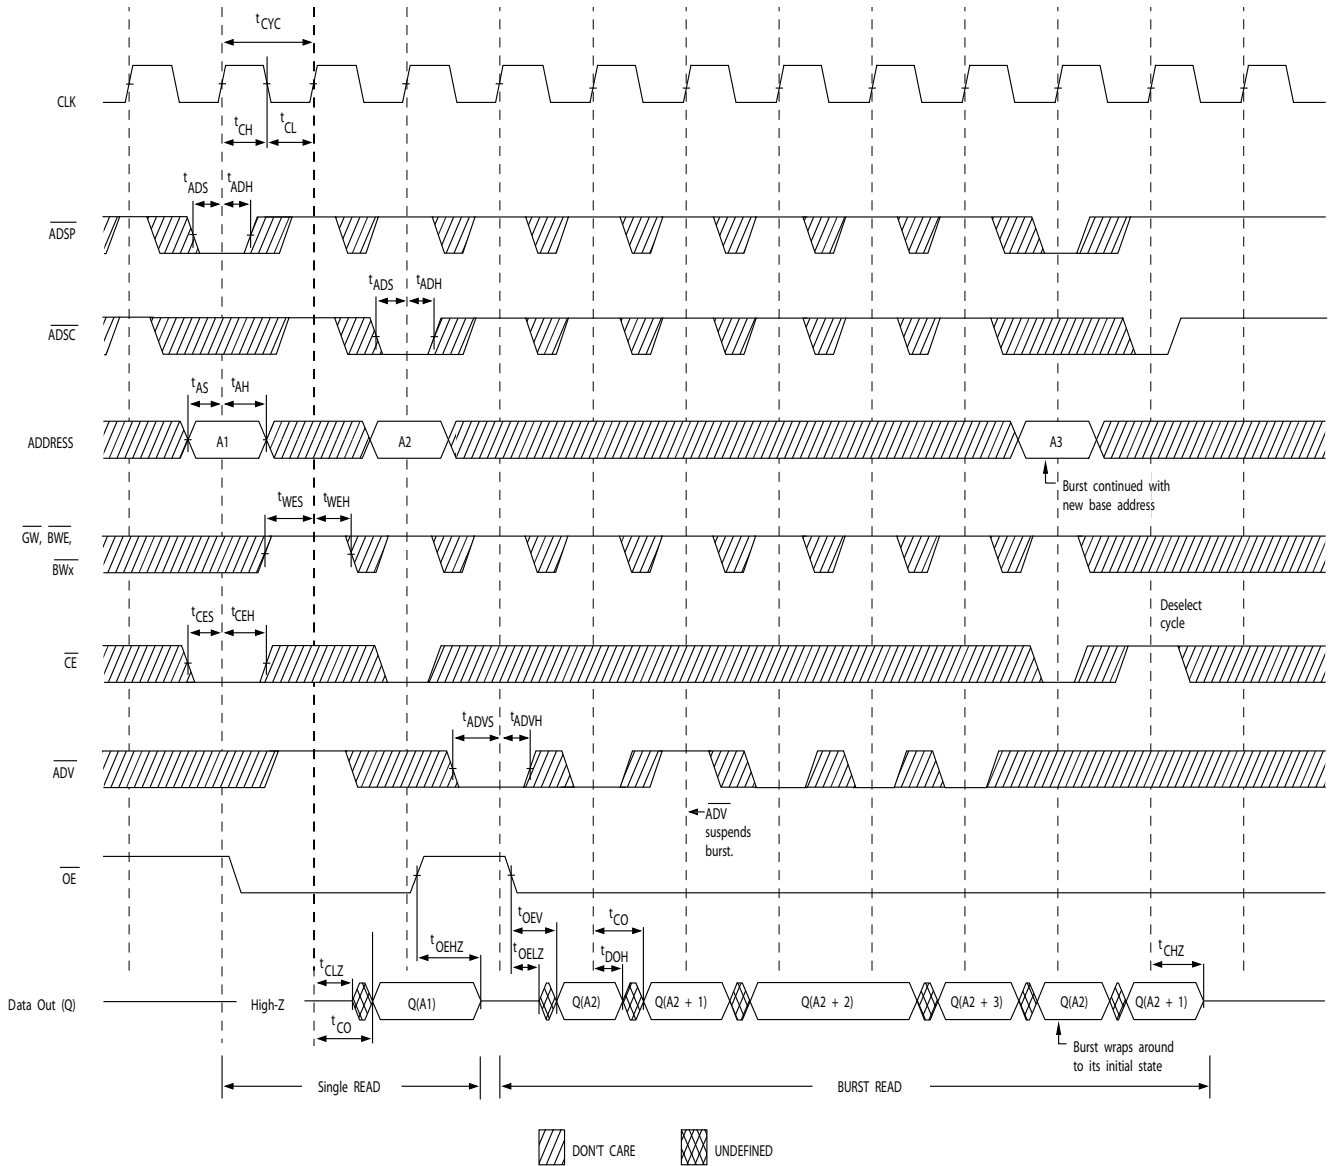 tCYC
CLK
tCH
tCL
tADS
tADH
ADSP
tADS
tADH
ADSC
tAS
tAH
ADDRESS
A1
A2
A3
Burst continued with
new base address
tWES
tWEH
GW, BWE,
BWx
tCES
tCEH
Deselect
cycle
CE
tADVS
tADVH
ADV
ADV
suspends
burst.
OE
tOEV
tCO
tOEHZ
tOELZ
tDOH
tCHZ
tCLZ
Data Out (Q)
High-Z
Q(A1)
Q(A2)
Q(A2 + 1)
Q(A2 + 2)
Q(A2 + 3)
Q(A2)
Q(A2 + 1)
tCO
Burst wraps around
to its initial state
Single READ
BURST READ
DON'T CARE
UNDEFINED